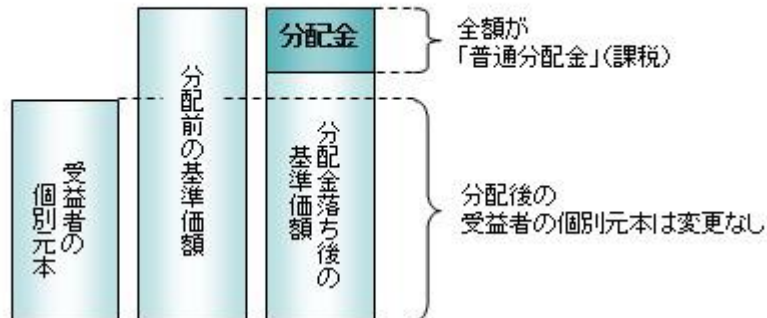 受益者の
個別元本
分配前の基準価額
分配金
分配金落ち後の
基準価額
全額が
「普通分配金」(課税)
分配後の
受益者の個別元本は変更なし